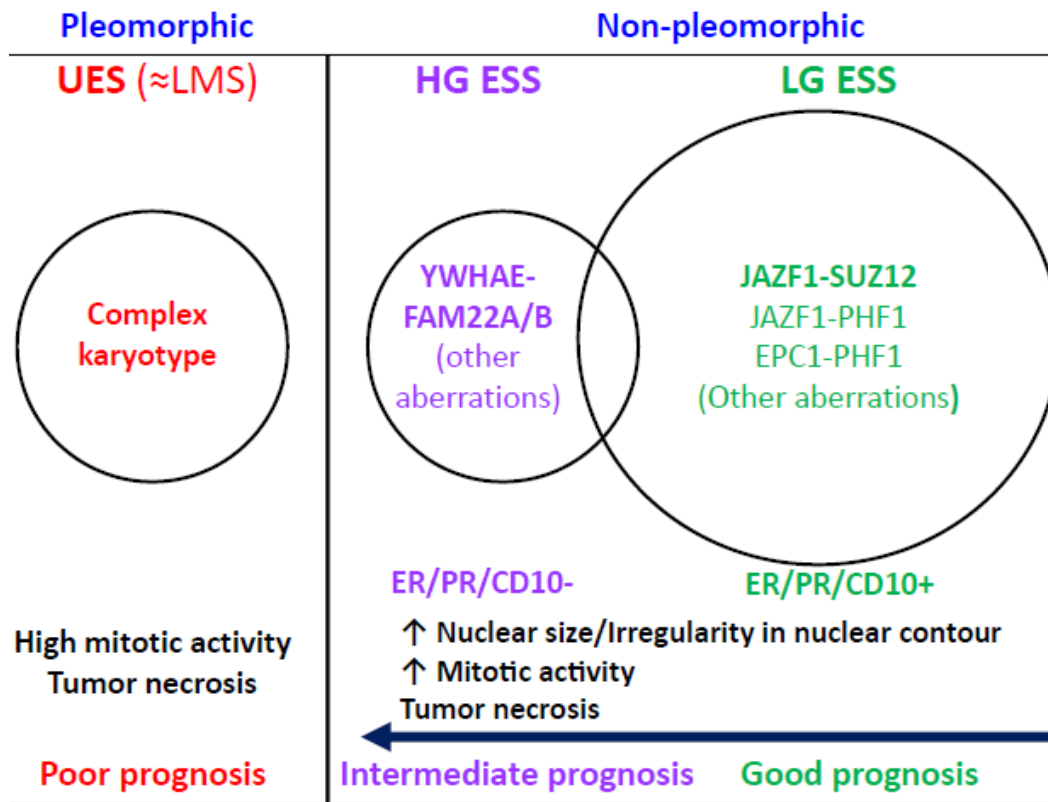 Pleomorphic
Non-pleomorphic
UES (≈LMS)
HG ESS
LG ESS
Complex
karyotype
YWHAE-
FAM22A/B
(other
aberrations)
JAZF1-SUZ12
JAZF1-PHF1
EPC1-PHF1
(Other aberrations)
ER/PR/CD10-
ER/PR/CD10+
High mitotic activity
Tumor necrosis
↑ Nuclear size/Irregularity in nuclear contour
↑ Mitotic activity
Tumor necrosis
Poor prognosis
Intermediate prognosis
Good prognosis